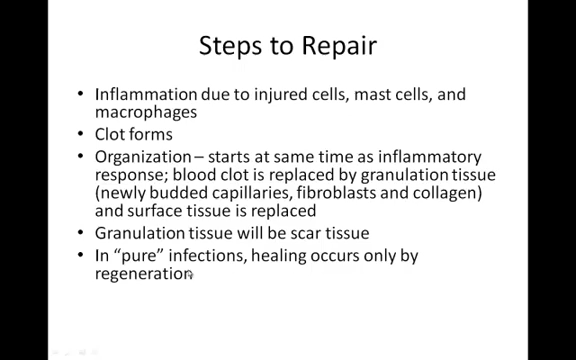 Steps to Repair
• Inflammation due to injured cells, mast cells, and
macrophages
• Clot forms
• Organization – starts at same time as inflammatory
response; blood clot is replaced by granulation tissue
(newly budded capillaries, fibroblasts and collagen)
and surface tissue is replaced
• Granulation tissue will be scar tissue
• In “pure” infections, healing occurs only by
regeneration